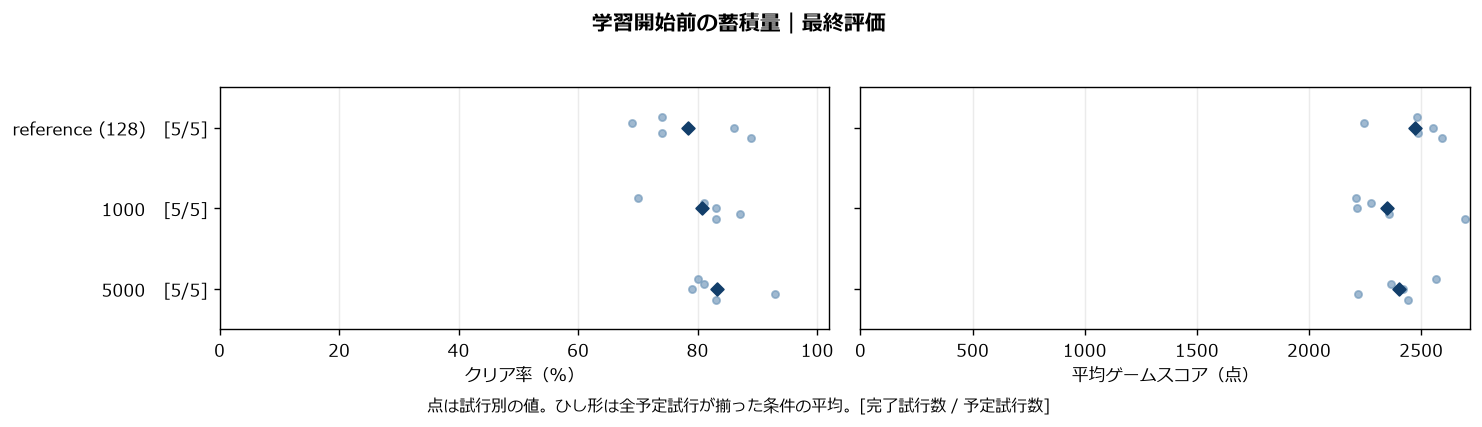 学習開始前の蓄積量｜最終評価
reference (128) [5/5]
1000 [5/5]
5000 [5/5]
0 20 40 60 80 100
クリア率（%）
0 500 1000 1500 2000 2500
平均ゲームスコア（点）
点は試行別の値。ひし形は全予定試行が揃った条件の平均。[完了試行数 / 予定試行数]